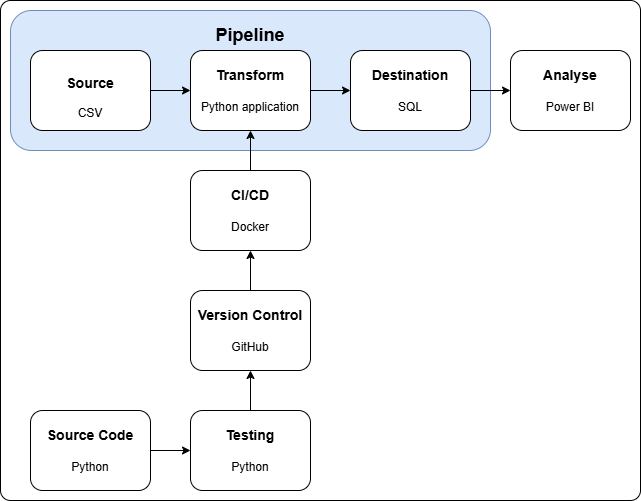 Pipeline
Source
CSV
Transform
Python application
Destination
SQL
Analyse
Power BI
CI/CD
Docker
Version Control
GitHub
Source Code
Python
Testing
Python